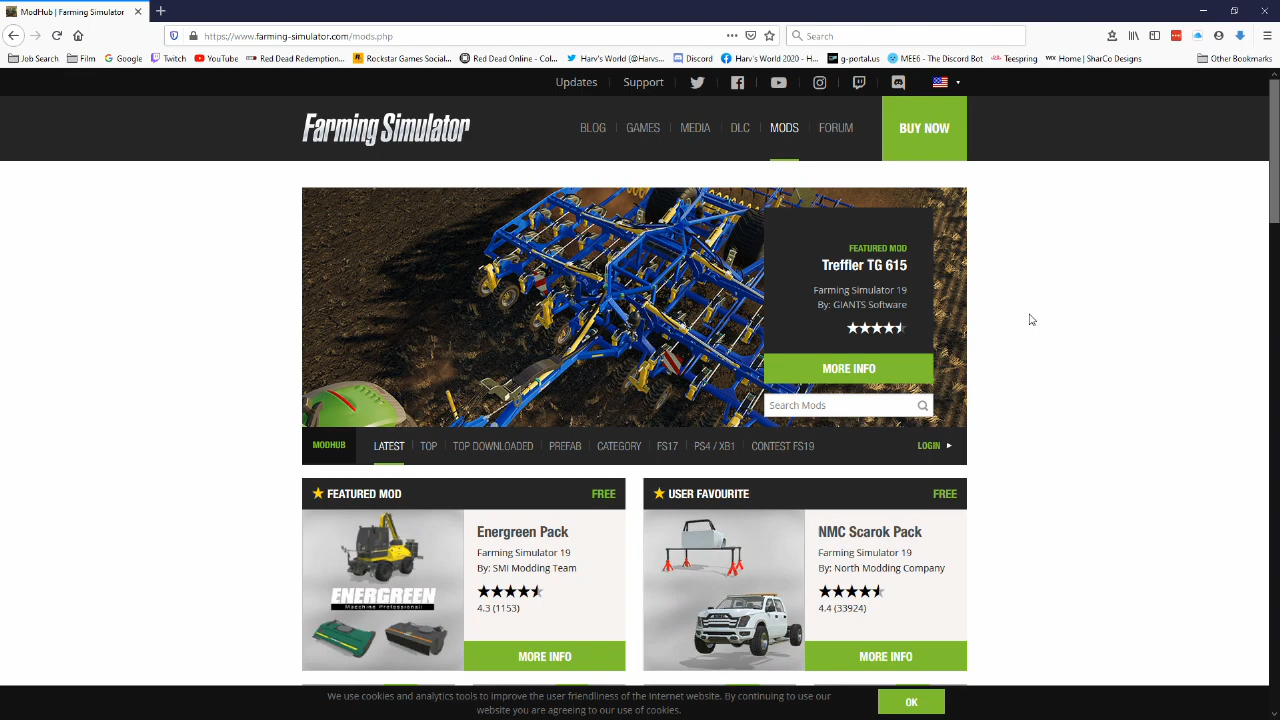 ModHub | Farming Simulator
https://www.farming-simulator.com/mods.php
Search
Job Search Film Google Twitch YouTube Red Dead Redemption... Rockstar Games Social... Red Dead Online - Col... Harv's World (@Harvs... Discord Harv's World 2020 - H... g-portal.us MEE6 - The Discord Bot Teespring Home | SharCo Designs Other Bookmarks
Updates Support
Farming Simulator
BLOG GAMES MEDIA DLC MODS FORUM BUY NOW
FEATURED MOD
Treffler TG 615
Farming Simulator 19
By: GIANTS Software
MORE INFO
Search Mods
MODHUB LATEST TOP TOP DOWNLOADED PREFAB CATEGORY FS17 PS4 / XB1 CONTEST FS19 LOGIN
FEATURED MOD FREE
Energreen Pack
Farming Simulator 19
By: SMI Modding Team
4.3 (1153)
ENERGREEN
MORE INFO
USER FAVOURITE FREE
NMC Scarok Pack
Farming Simulator 19
By: North Modding Company
4.4 (33924)
MORE INFO
We use cookies and analytics tools to improve the user friendliness of the Internet website. By continuing to use our
website you are agreeing to our use of cookies.
OK